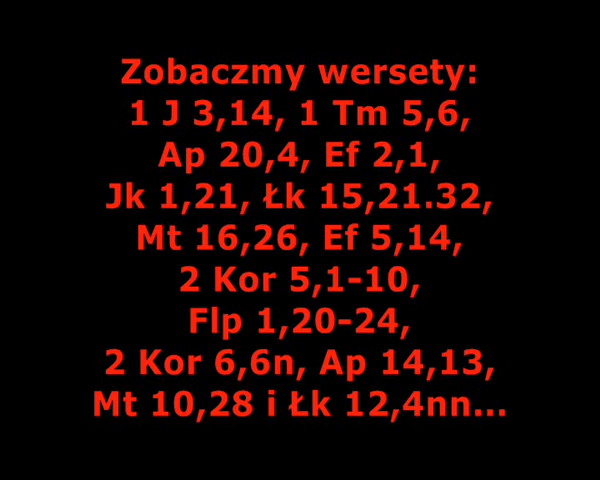 Zobaczmy wersety:
1 J 3,14, 1 Tm 5,6,
Ap 20,4, Ef 2,1,
Jk 1,21, Łk 15,21.32,
Mt 16,26, Ef 5,14,
2 Kor 5,1-10,
Flp 1,20-24,
2 Kor 6,6n, Ap 14,13,
Mt 10,28 i Łk 12,4nn...